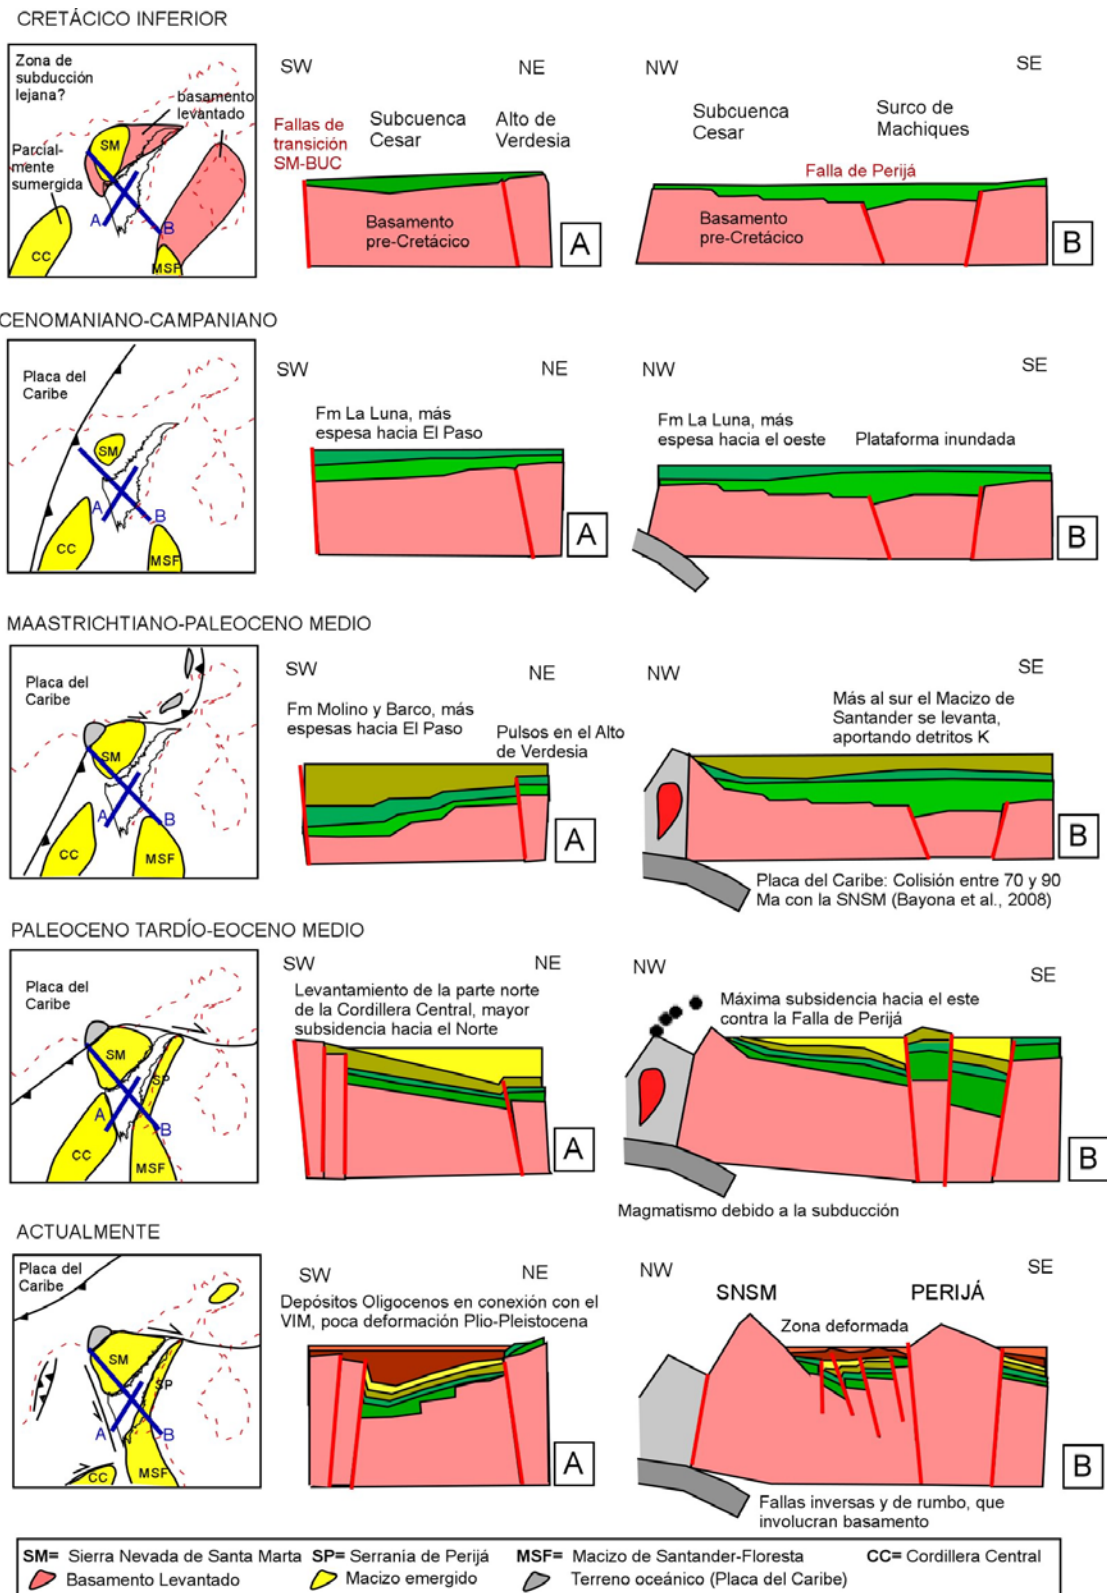 CRETÁCICO INFERIOR
Zona de
subducción
lejana?
basamento
levantado
Parcial-
mente
sumergida
SM
A
B
CC
MSF
SW
NE
Fallas de
transición
SM-BUC
Subcuenca
Cesar
Alto de
Verdesia
Basamento
pre-Cretácico
A
NW
SE
Subcuenca
Cesar
Surco de
Machiques
Falla de Perijá
Basamento
pre-Cretácico
B
CENOMANIANO-CAMPANIANO
Placa del
Caribe
SM
A
B
CC
MSF
SW
NE
Fm La Luna, más
espesa hacia El Paso
A
NW
SE
Fm La Luna, más
espesa hacia el oeste
Plataforma inundada
B
MAASTRICHTIANO-PALEOCENO MEDIO
Placa del
Caribe
SM
A
B
CC
MSF
SW
NE
Fm Molino y Barco, más
espesas hacia El Paso
Pulsos en el Alto
de Verdesia
A
NW
SE
Más al sur el Macizo de
Santander se levanta,
aportando detritos K
B
Placa del Caribe: Colisión entre 70 y 90
Ma con la SNSM (Bayona et al., 2008)
PALEOCENO TARDÍO-EOCENO MEDIO
Placa del
Caribe
SM
SP
A
B
CC
MSF
SW
NE
Levantamiento de la parte norte
de la Cordillera Central, mayor
subsidencia hacia el Norte
A
NW
SE
Máxima subsidencia hacia el este
contra la Falla de Perijá
B
Magmatismo debido a la subducción
ACTUALMENTE
Placa del
Caribe
SM
SP
A
B
CC
MSF
SW
NE
Depósitos Oligocenos en conexión con el
VIM, poca deformación Plio-Pleistocena
A
NW
SE
SNSM
PERIJÁ
Zona deformada
B
Fallas inversas y de rumbo, que
involucran basamento
SM= Sierra Nevada de Santa Marta SP= Serranía de Perijá MSF= Macizo de Santander-Floresta CC= Cordillera Central
Basamento Levantado Macizo emergido Terreno oceánico (Placa del Caribe)